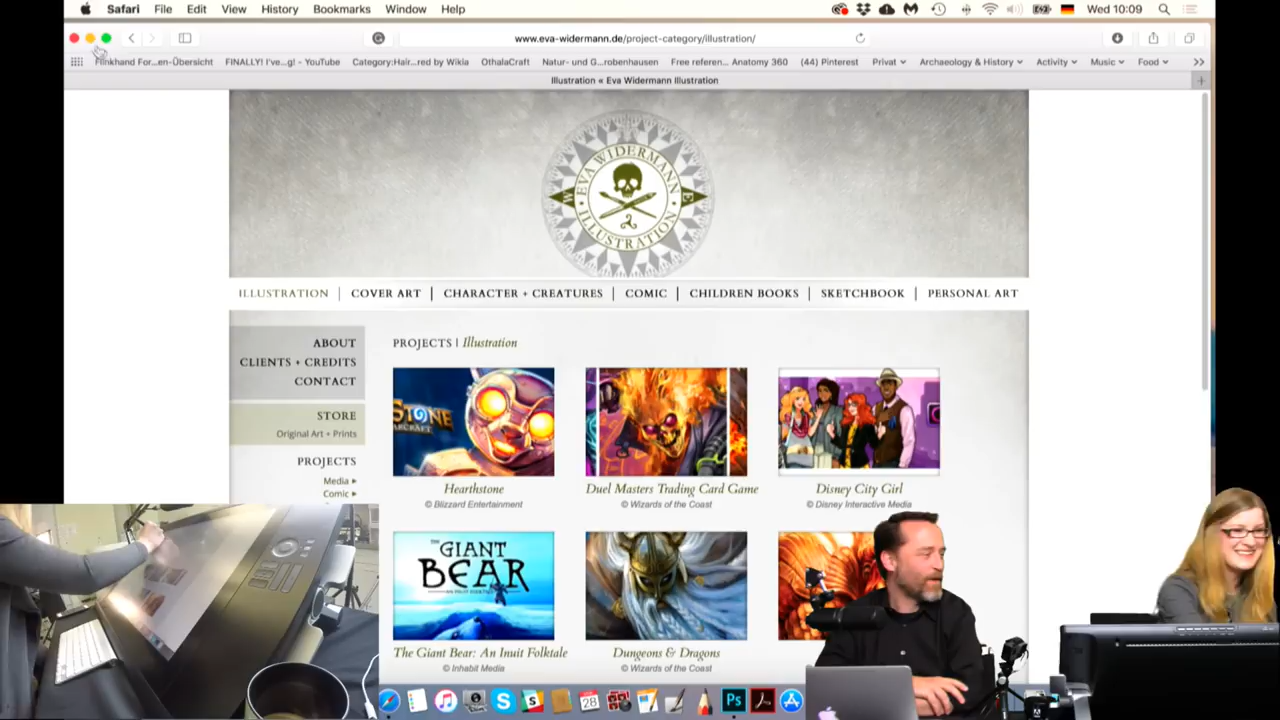 Safari File Edit View History Bookmarks Window Help Wed 10:09
www.eva-widermann.de/project-category/illustration/
Flinkhand For...en-Übersicht FINALLY! I've...g! - YouTube Category:Hair...red by Wikia OthalaCraft Natur- und G...robenhausen Free referen... Anatomy 360 (44) Pinterest Privat Archaeology & History Activity Music Food
Illustration « Eva Widermann Illustration
EVA WIDERMANN
W E
ILLUSTRATION
ILLUSTRATION | COVER ART | CHARACTER + CREATURES | COMIC | CHILDREN BOOKS | SKETCHBOOK | PERSONAL ART
ABOUT
CLIENTS + CREDITS
CONTACT
STORE
Original Art + Prints
PROJECTS
Media
Comic
PROJECTS | Illustration
STONE
Hearthstone
© Blizzard Entertainment
Duel Masters Trading Card Game
© Wizards of the Coast
Disney City Girl
© Disney Interactive Media
THE
GIANT
BEAR
The Giant Bear: An Inuit Folktale
© Inhabit Media
Dungeons & Dragons
© Wizards of the Coast
28
Ps